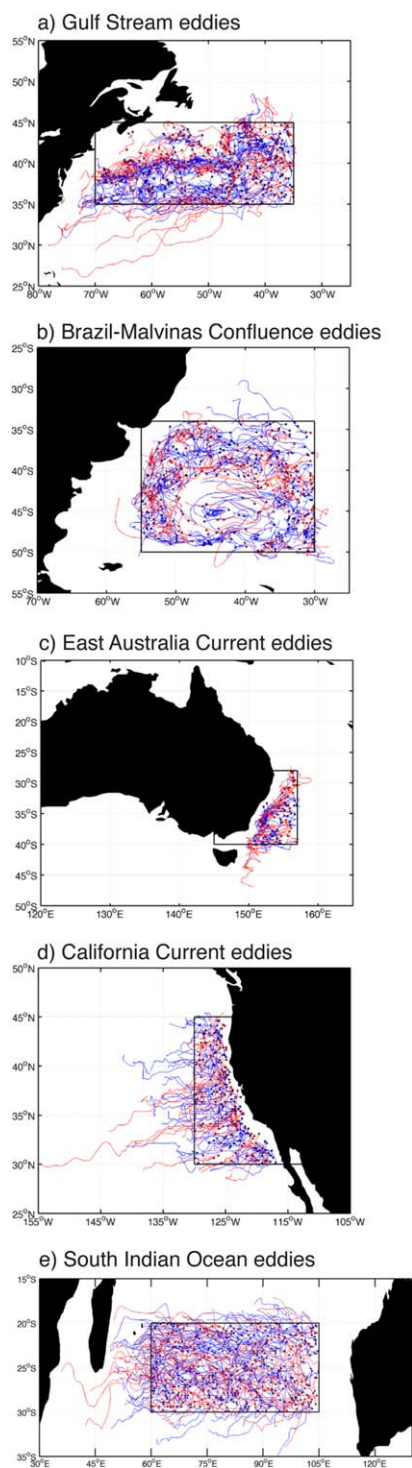 a) Gulf Stream eddies
55°N
50°N
45°N
40°N
35°N
30°N
25°N
80°W 70°W 60°W 50°W 40°W 30°W
b) Brazil-Malvinas Confluence eddies
25°S
30°S
35°S
40°S
45°S
50°S
55°S
70°W 60°W 50°W 40°W 30°W
c) East Australia Current eddies
10°S
15°S
20°S
25°S
30°S
35°S
40°S
45°S
50°S
120°E 130°E 140°E 150°E 160°E
d) California Current eddies
50°N
45°N
40°N
35°N
30°N
25°N
155°W 145°W 135°W 125°W 115°W 105°W
e) South Indian Ocean eddies
15°S
20°S
25°S
30°S
35°S
30°E 45°E 60°E 75°E 90°E 105°E 120°E